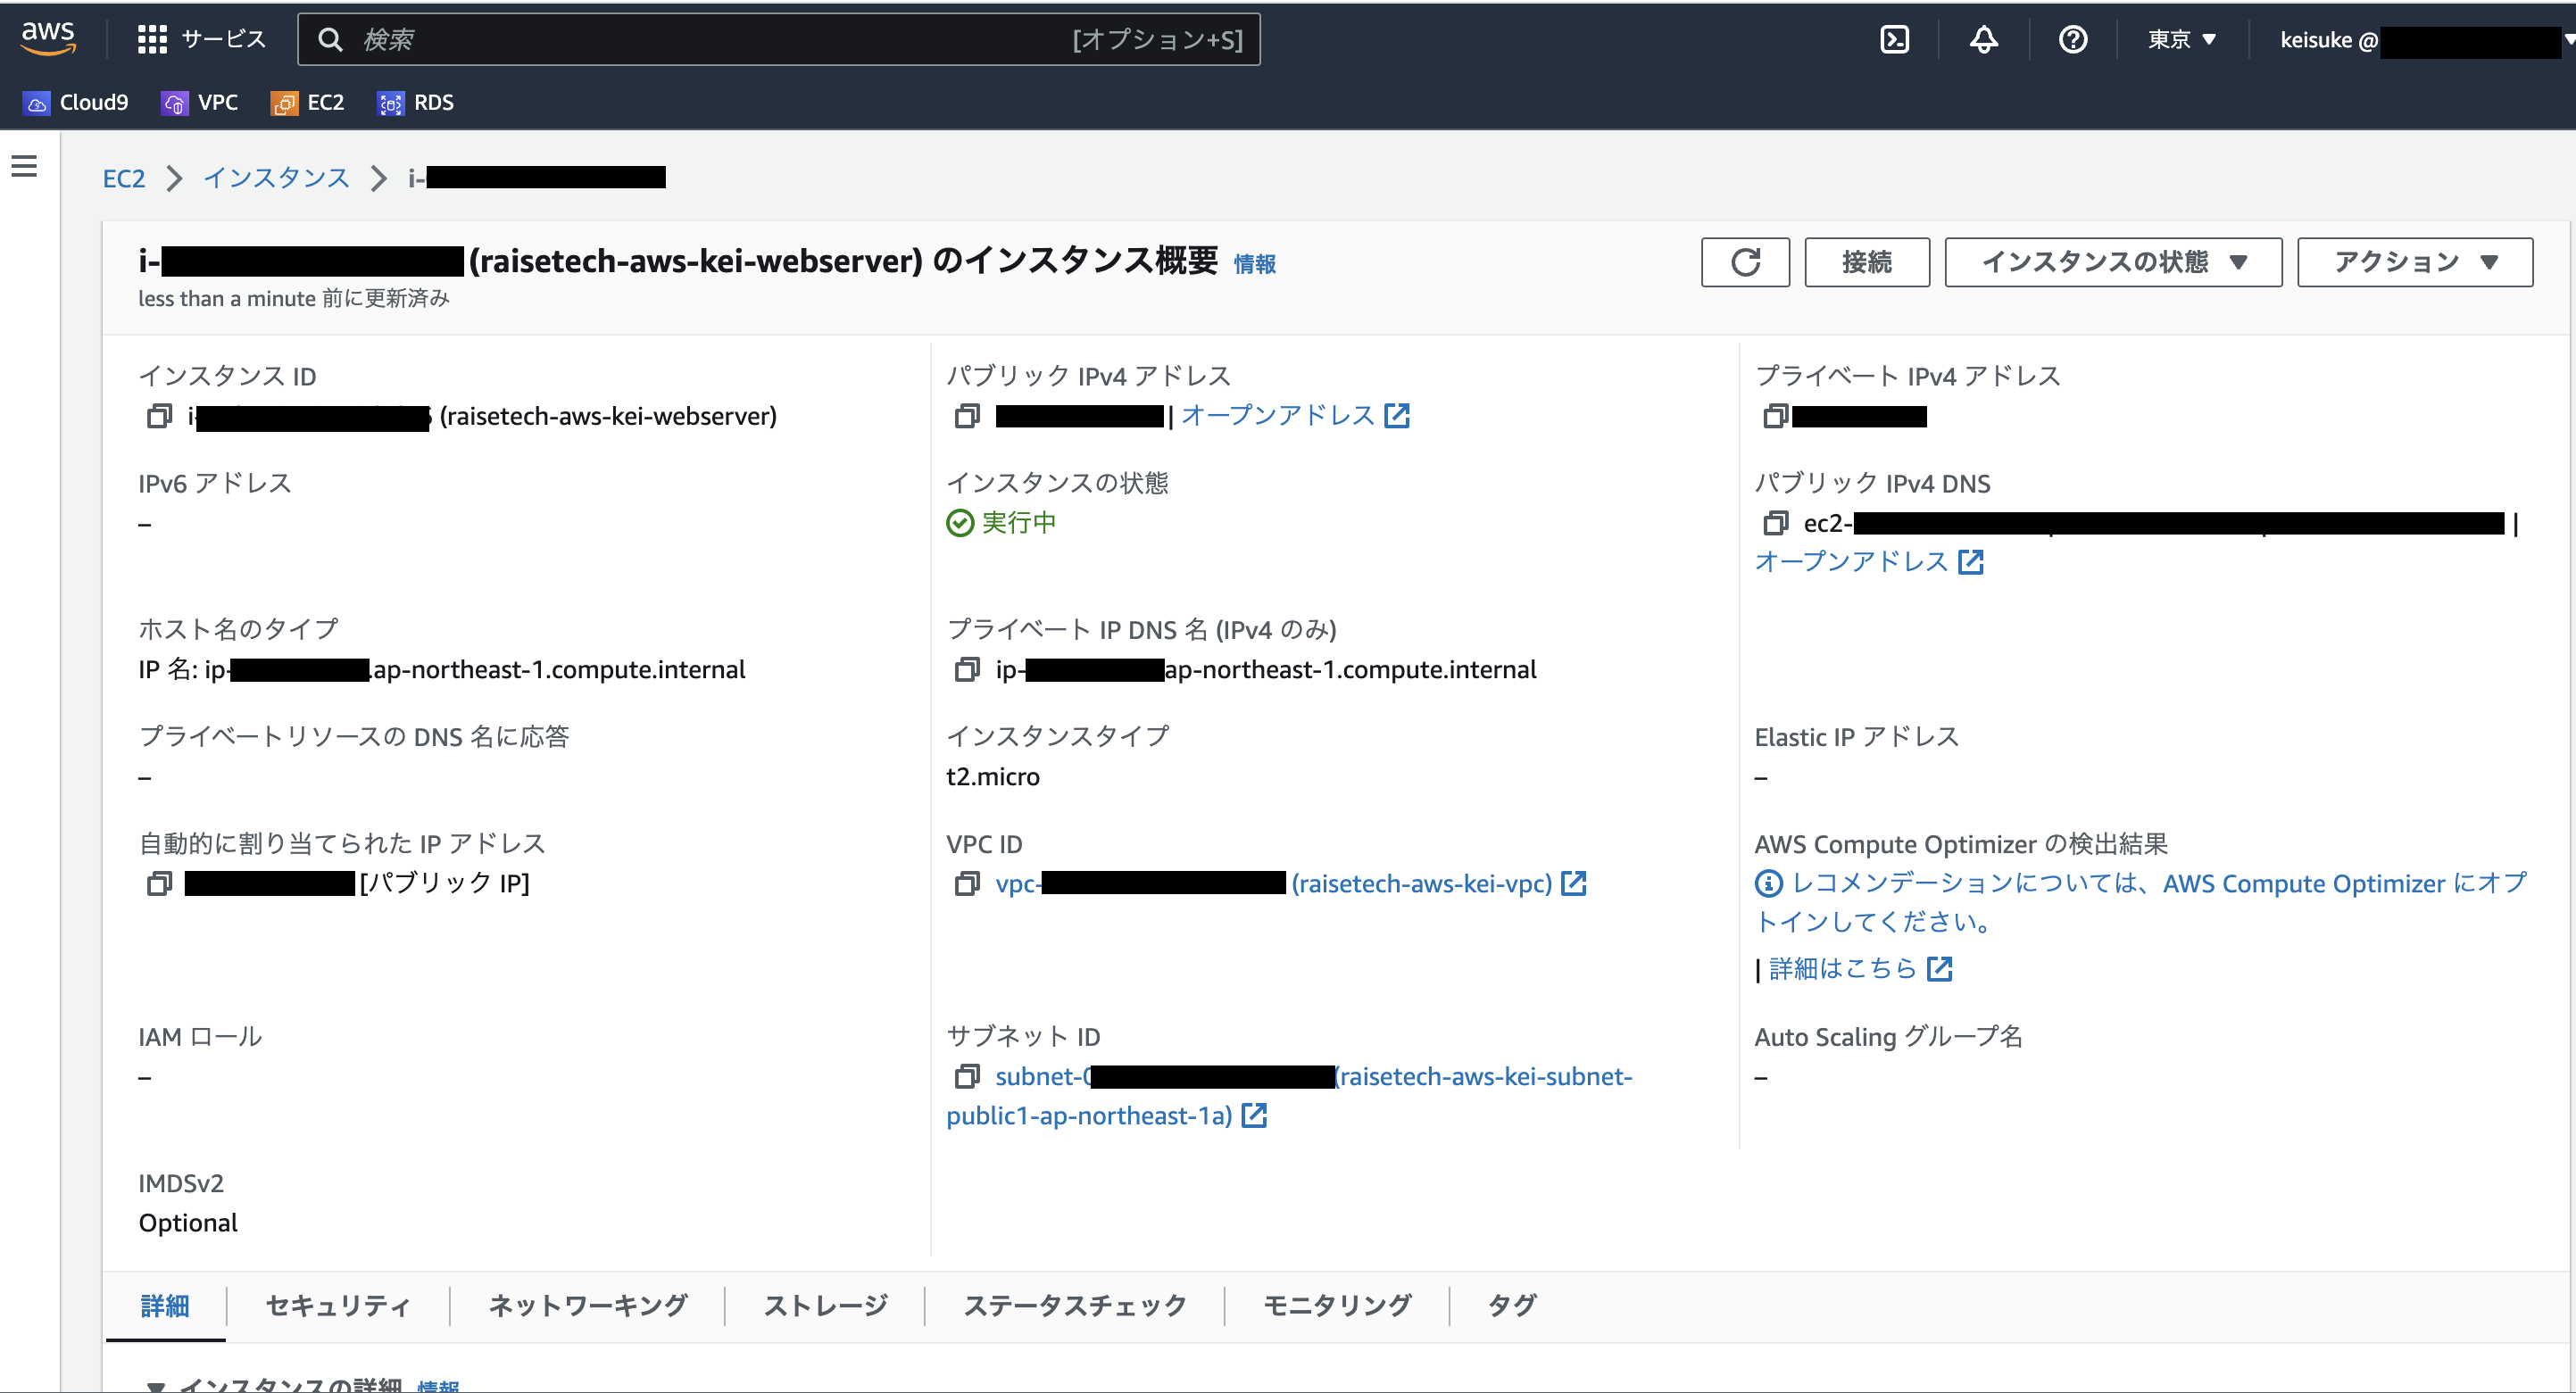 aws
サービス
検索
[オプション+S]
東京 ▼
keisuke @
Cloud9
VPC
EC2
RDS
EC2
インスタンス
i-
i- (raisetech-aws-kei-webserver) のインスタンス概要 情報
less than a minute 前に更新済み
接続
インスタンスの状態 ▼
アクション ▼
インスタンス ID
i- (raisetech-aws-kei-webserver)
パブリック IPv4 アドレス
| オープンアドレス
プライベート IPv4 アドレス
IPv6 アドレス
–
インスタンスの状態
実行中
パブリック IPv4 DNS
ec2- |
オープンアドレス
ホスト名のタイプ
IP 名: ip- .ap-northeast-1.compute.internal
プライベート IP DNS 名 (IPv4 のみ)
ip- ap-northeast-1.compute.internal
プライベートリソースの DNS 名に応答
–
インスタンスタイプ
t2.micro
Elastic IP アドレス
–
自動的に割り当てられた IP アドレス
[パブリック IP]
VPC ID
vpc- (raisetech-aws-kei-vpc)
AWS Compute Optimizer の検出結果
レコメンデーションについては、AWS Compute Optimizer にオプ
トインしてください。
| 詳細はこちら
IAM ロール
–
サブネット ID
subnet-0 (raisetech-aws-kei-subnet-
public1-ap-northeast-1a)
Auto Scaling グループ名
–
IMDSv2
Optional
詳細
セキュリティ
ネットワーキング
ストレージ
ステータスチェック
モニタリング
タグ
▼ インスタンスの詳細 情報